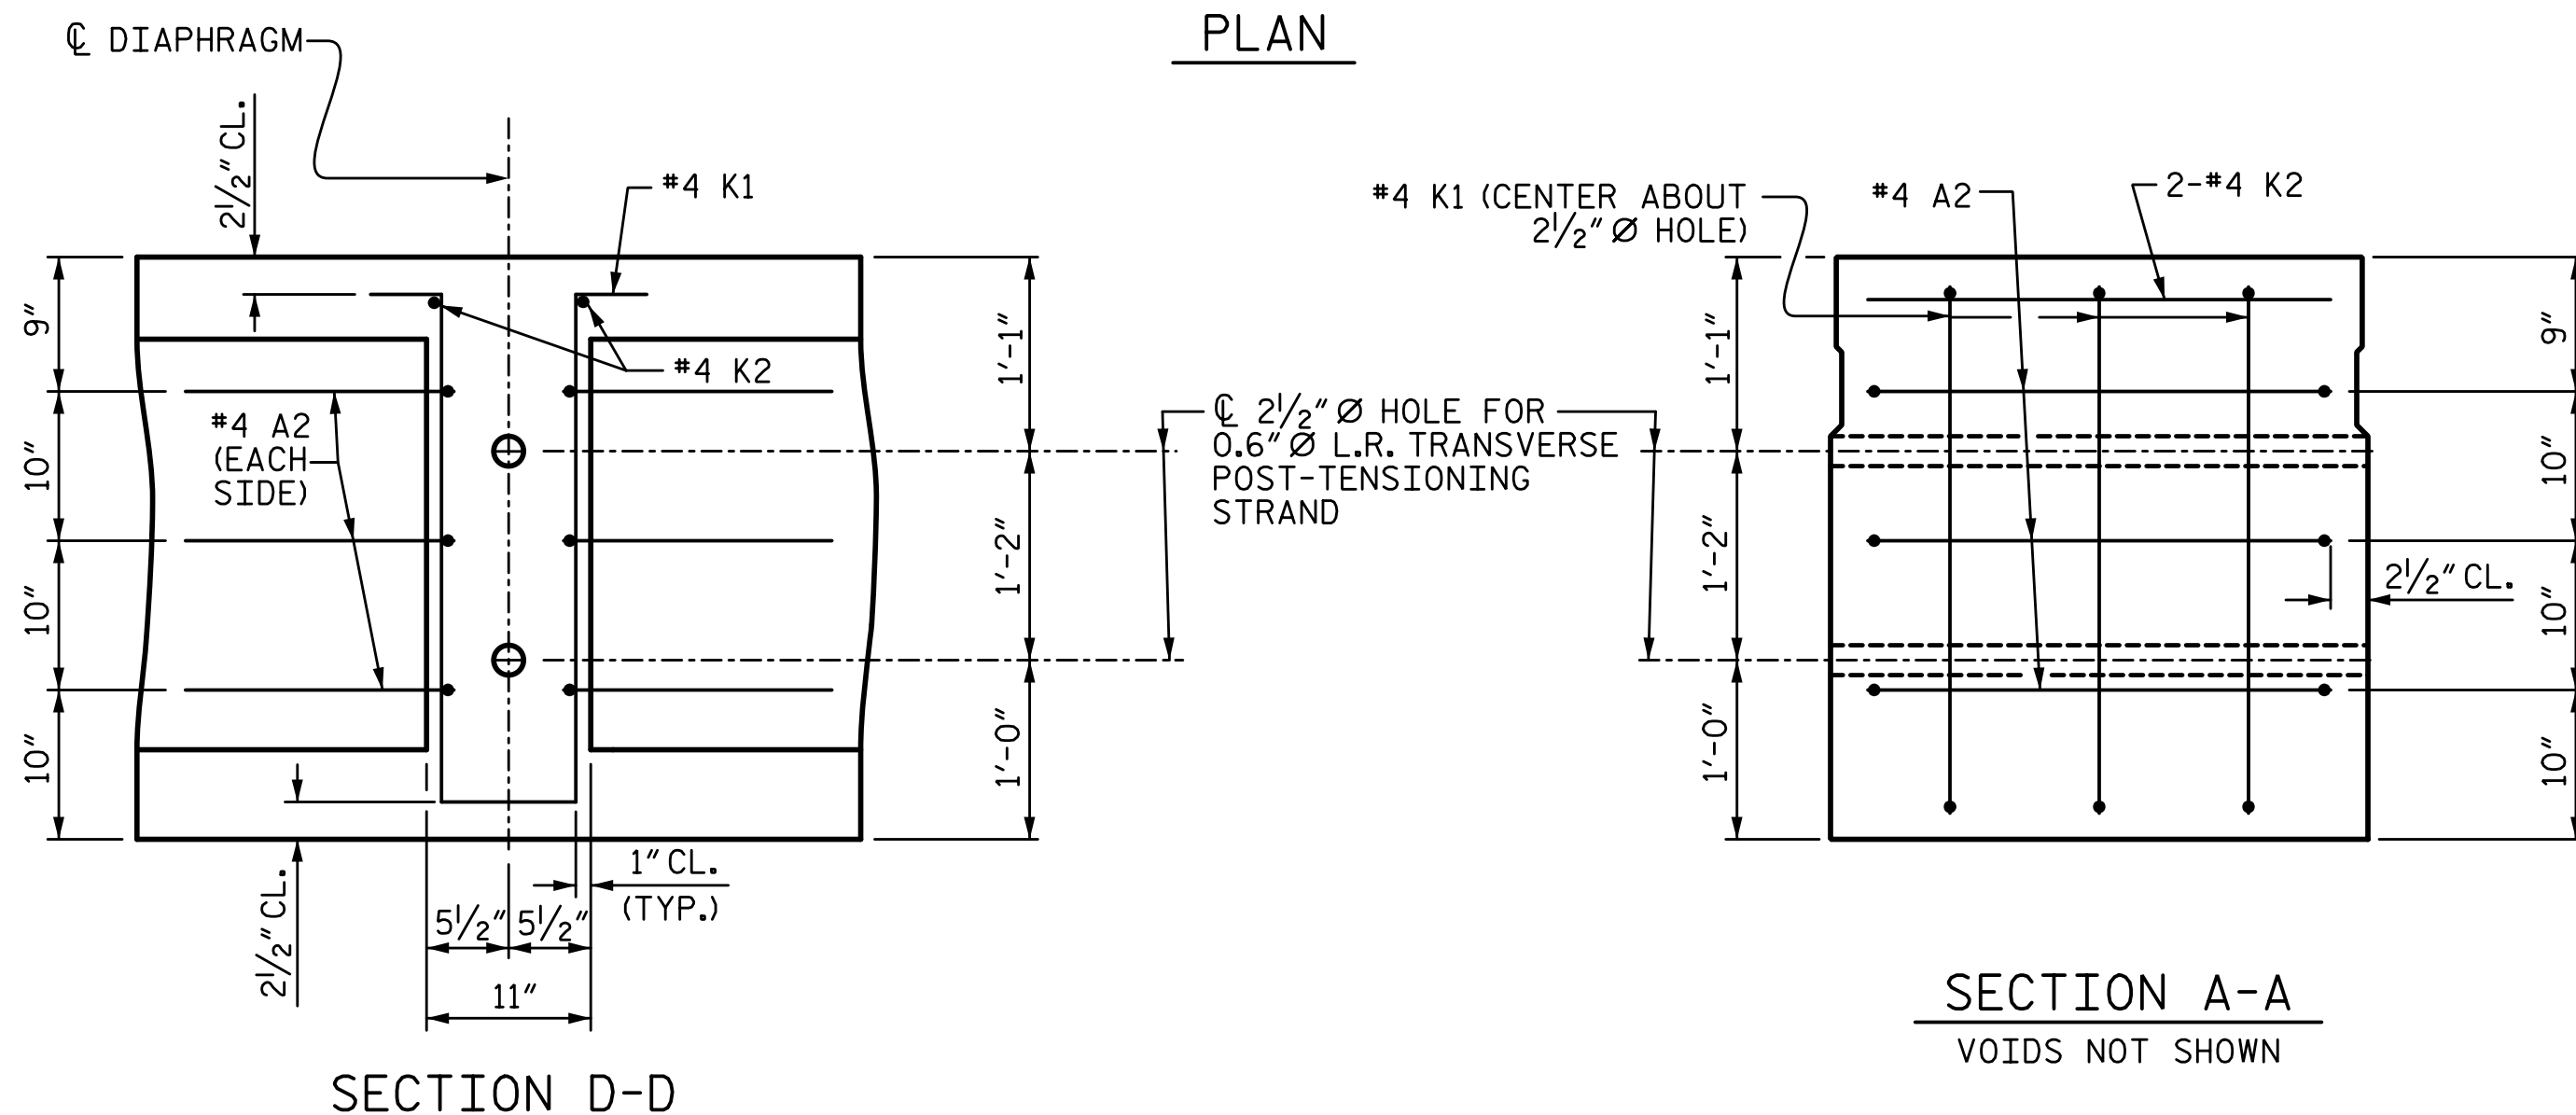 PLAN
℄ DIAPHRAGM
2½" CL.
#4 K1
#4 K2
#4 A2
(EACH
SIDE)
9"
10"
10"
10"
1'-1"
1'-2"
1'-0"
2½" CL.
1" CL.
(TYP.)
5½"
5½"
11"
SECTION D-D
℄ 2½" Ø HOLE FOR
0.6" Ø L.R. TRANSVERSE
POST-TENSIONING
STRAND
#4 K1 (CENTER ABOUT
2½" Ø HOLE)
#4 A2
2-#4 K2
1'-1"
1'-2"
1'-0"
9"
10"
10"
10"
2½" CL.
SECTION A-A
VOIDS NOT SHOWN